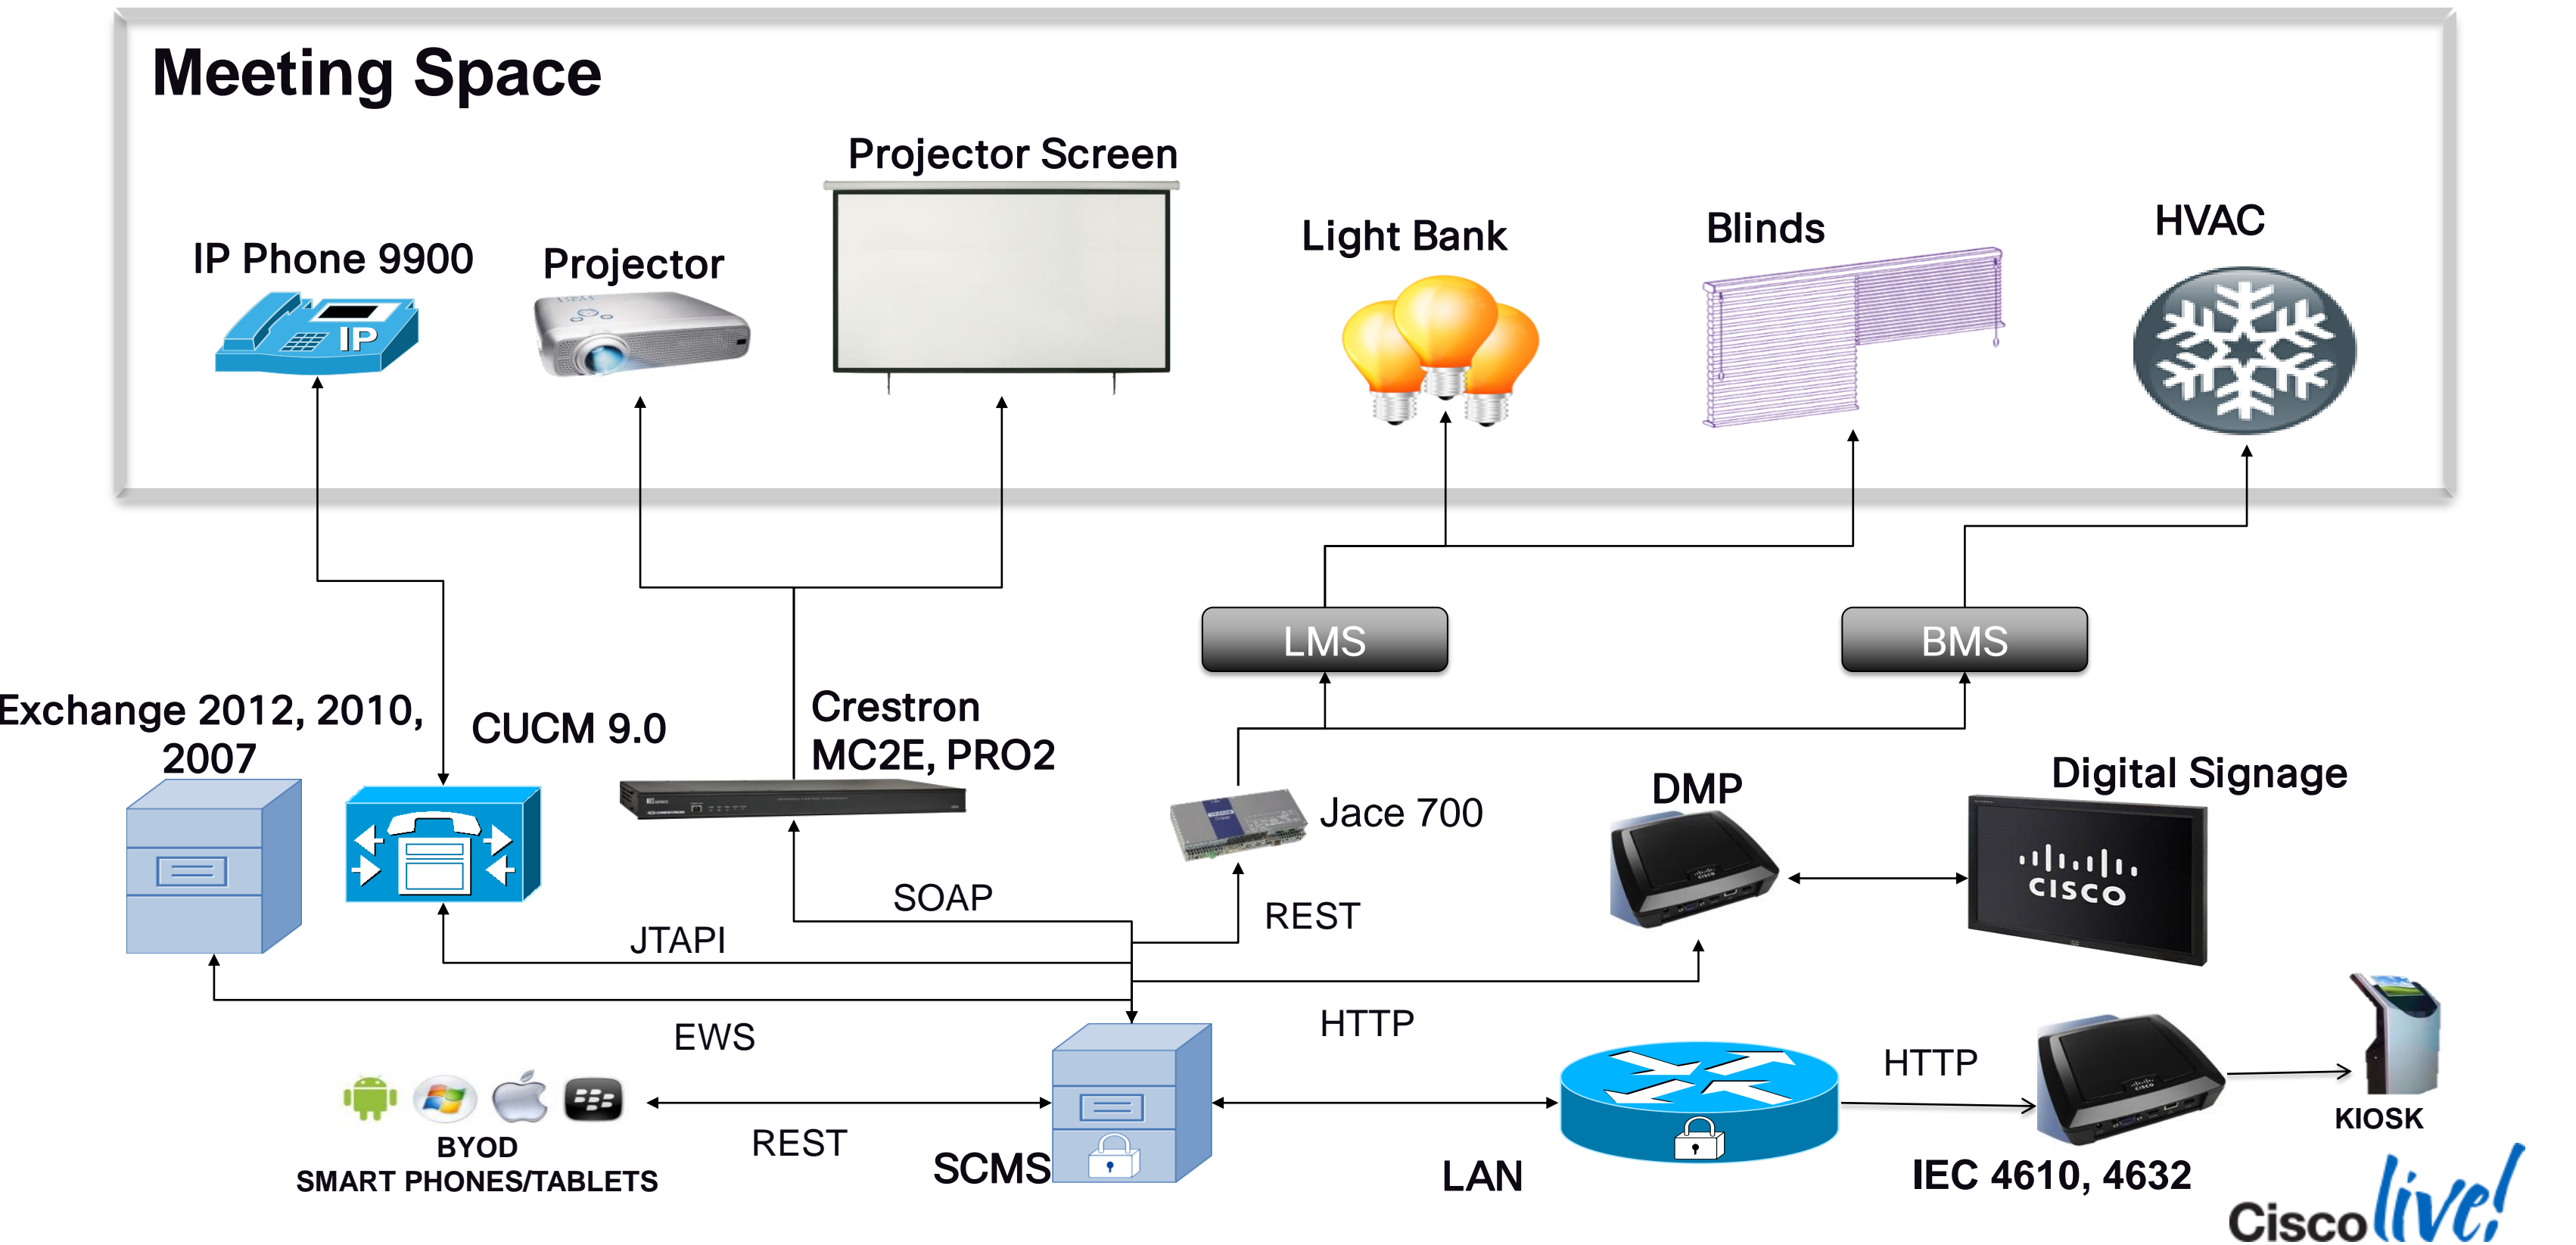 Meeting Space
Projector Screen
IP Phone 9900
Projector
Light Bank
Blinds
HVAC
IP
LMS
BMS
Exchange 2012, 2010,
2007
CUCM 9.0
Crestron
MC2E, PRO2
Jace 700
DMP
Digital Signage
CISCO
SOAP
JTAPI
REST
EWS
HTTP
HTTP
BYOD
SMART PHONES/TABLETS
REST
SCMS
LAN
IEC 4610, 4632
KIOSK
Cisco live!